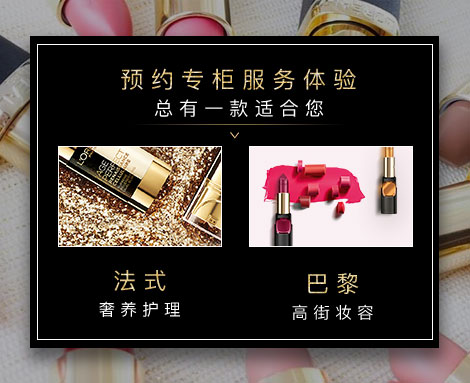 预约专柜服务体验
总有一款适合您
法式
奢养护理
巴黎
高街妆容